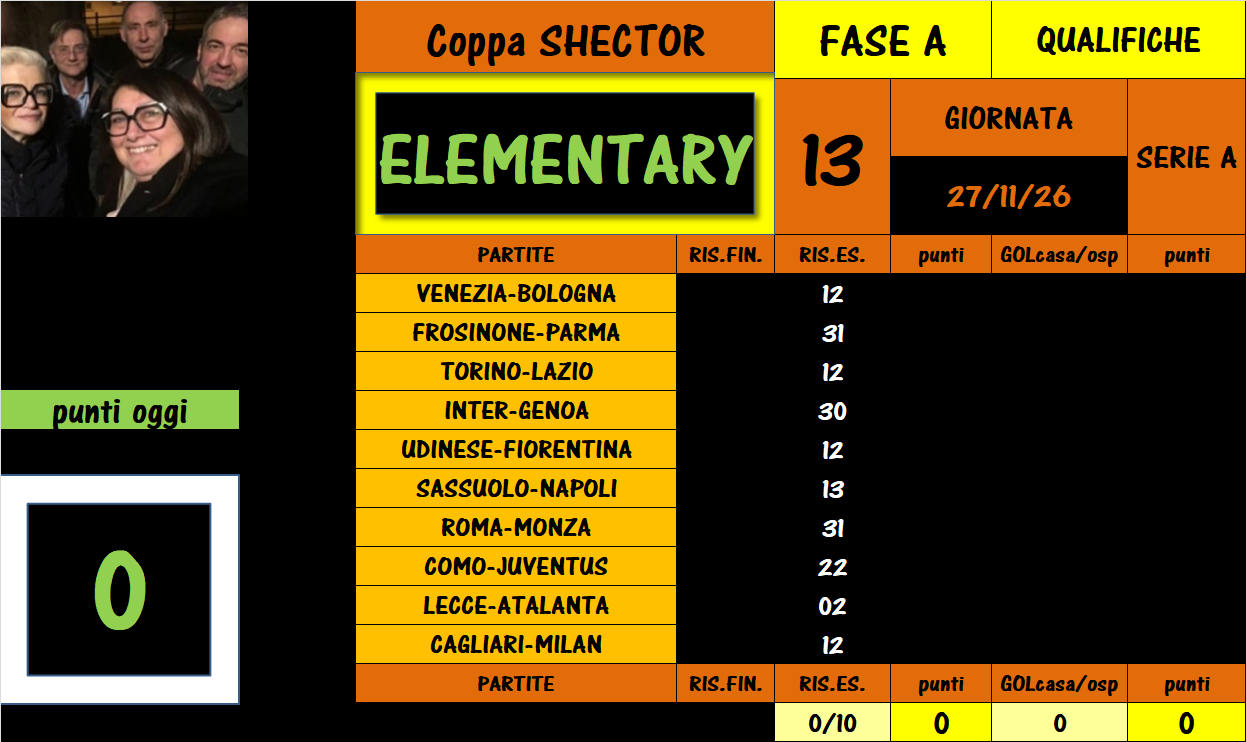 Coppa SHECTOR
FASE A
QUALIFICHE
ELEMENTARY
13
GIORNATA
27/11/26
SERIE A
PARTITE RIS.FIN. RIS.ES. punti GOLcasa/osp punti
VENEZIA-BOLOGNA 12
FROSINONE-PARMA 31
TORINO-LAZIO 12
INTER-GENOA 30
UDINESE-FIORENTINA 12
SASSUOLO-NAPOLI 13
ROMA-MONZA 31
COMO-JUVENTUS 22
LECCE-ATALANTA 02
CAGLIARI-MILAN 12
PARTITE RIS.FIN. RIS.ES. punti GOLcasa/osp punti
0/10 0 0 0
punti oggi
0